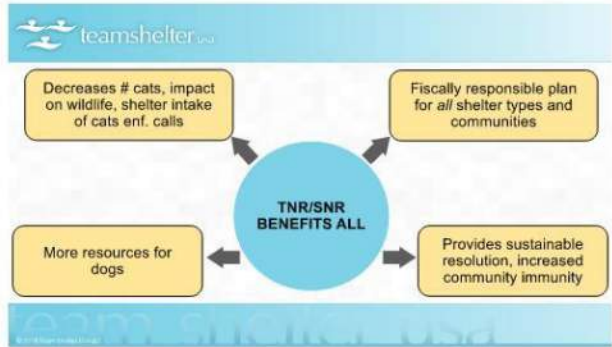 teamshelter usa
Decreases # cats, impact
on wildlife, shelter intake
of cats enf. calls
Fiscally responsible plan
for all shelter types and
communities
TNR/SNR
BENEFITS ALL
More resources for
dogs
Provides sustainable
resolution, increased
community immunity
team shelter usa